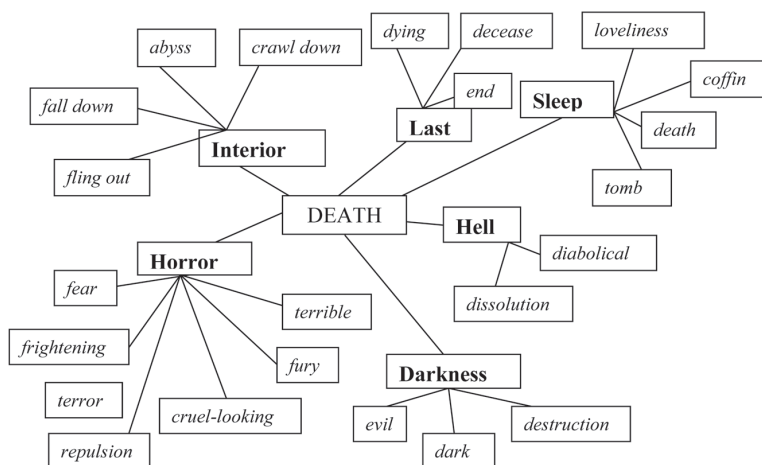 abyss
crawl down
fall down
fling out
Interior
dying
decease
end
Last
loveliness
coffin
death
tomb
Sleep
DEATH
Hell
diabolical
dissolution
Horror
fear
frightening
terror
repulsion
cruel-looking
fury
terrible
Darkness
evil
dark
destruction